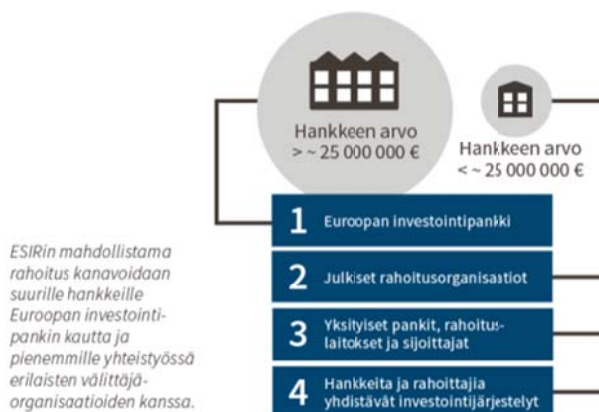 Hankkeen arvo
> ~ 25 000 000 €
Hankkeen arvo
< ~ 25 000 000 €
1 Euroopan investointipankki
2 Julkiset rahoitusorganisaatiot
3 Yksityiset pankit, rahoitus-
laitokset ja sijoittajat
4 Hankkeita ja rahoittajia
yhdistävät investointijärjestelyt
ESIRin mahdollistama
rahoitus kanavoidaan
suurille hankkeille
Euroopan investointi-
pankin kautta ja
pienemmille yhteistyössä
erilaisten välittäjä-
organisaatioiden kanssa.